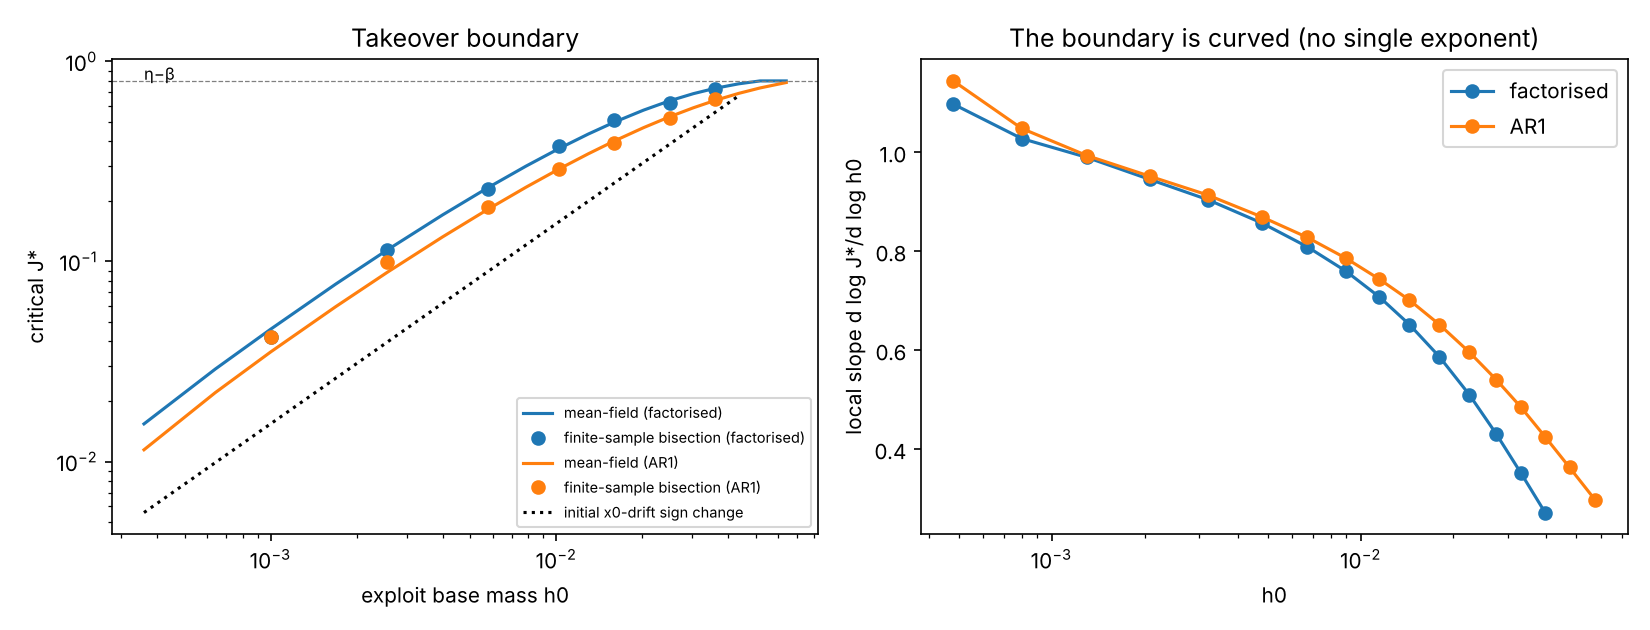 Takeover boundary
10⁰
10⁻¹
10⁻²
critical J*
η−β
mean-field (factorised)
finite-sample bisection (factorised)
mean-field (AR1)
finite-sample bisection (AR1)
initial x0-drift sign change
10⁻³
10⁻²
exploit base mass h0
The boundary is curved (no single exponent)
1.0
0.8
0.6
0.4
local slope d log J*/d log h0
factorised
AR1
10⁻³
10⁻²
h0